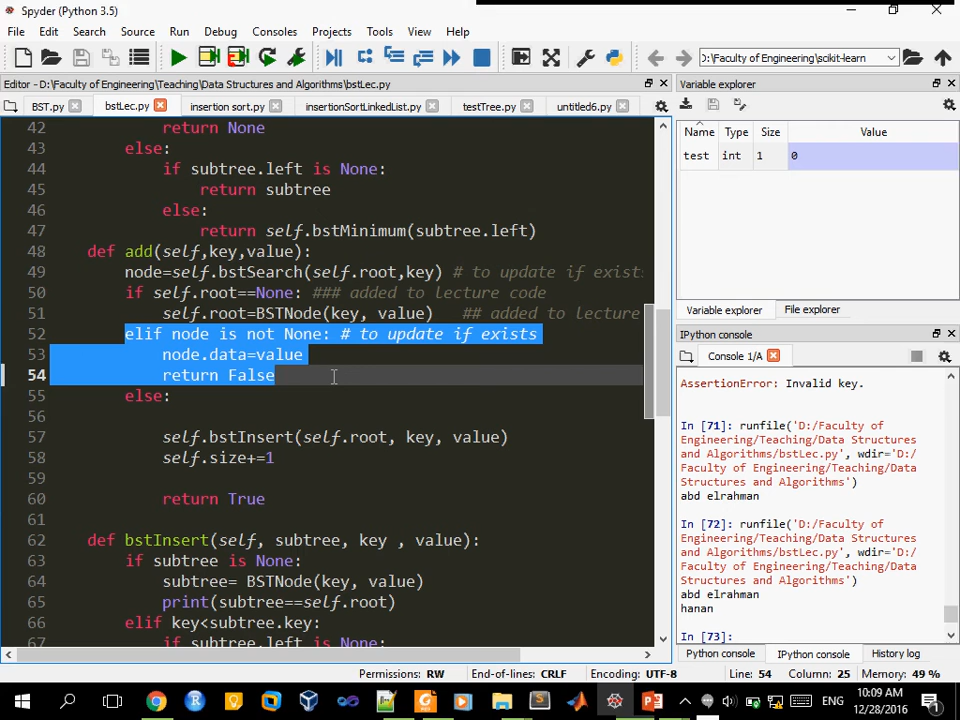 Spyder (Python 3.5)
File Edit Search Source Run Debug Consoles Projects Tools View Help
):\Faculty of Engineering\scikit-learn
Editor - D:\Faculty of Engineering\Teaching\Data Structures and Algorithms\bstLec.py
BST.py bstLec.py insertion sort.py insertionSortLinkedList.py testTree.py untitled6.py
42 return None
43 else:
44 if subtree.left is None:
45 return subtree
46 else:
47 return self.bstMinimum(subtree.left)
48 def add(self,key,value):
49 node=self.bstSearch(self.root,key) # to update if exists
50 if self.root==None: ### added to lecture code
51 self.root=BSTNode(key, value) ## added to lecture
52 elif node is not None: # to update if exists
53 node.data=value
54 return False
55 else:
56
57 self.bstInsert(self.root, key, value)
58 self.size+=1
59
60 return True
61
62 def bstInsert(self, subtree, key , value):
63 if subtree is None:
64 subtree= BSTNode(key, value)
65 print(subtree==self.root)
66 elif key<subtree.key:
67 if subtree.left is None:
Variable explorer
Name Type Size Value
test int 1 0
Variable explorer File explorer
IPython console
Console 1/A
AssertionError: Invalid key.
In [71]: runfile('D:/Faculty of
Engineering/Teaching/Data Structures
and Algorithms/bstLec.py', wdir='D:/
Faculty of Engineering/Teaching/Data
Structures and Algorithms')
abd elrahman
In [72]: runfile('D:/Faculty of
Engineering/Teaching/Data Structures
and Algorithms/bstLec.py', wdir='D:/
Faculty of Engineering/Teaching/Data
Structures and Algorithms')
abd elrahman
hanan
In [73]:
Python console IPython console History log
Permissions: RW End-of-lines: CRLF Encoding: UTF-8 Line: 54 Column: 25 Memory: 49 %
ENG
10:09 AM
12/28/2016